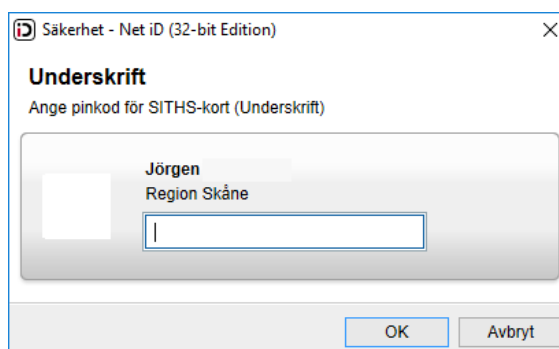 Säkerhet - Net iD (32-bit Edition)
Underskrift
Ange pinkod för SITHS-kort (Underskrift)
Jörgen
Region Skåne
OK
Avbryt